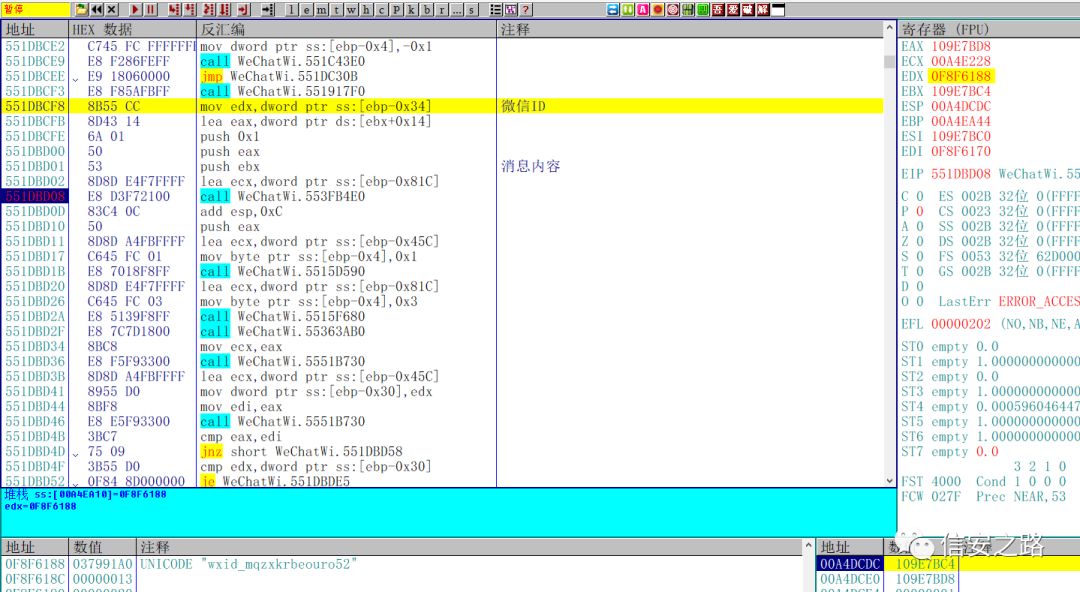 暂停 l e m t w h c P k b r ... s ?
吾 爱 破 解
地址 HEX 数据 反汇编 注释
551DBCE2 C745 FC FFFFFFF mov dword ptr ss:[ebp-0x4],-0x1
551DBCE9 E8 F286FEFF call WeChatWi.551C43E0
551DBCEE E9 18060000 jmp WeChatWi.551DC30B
551DBCF3 E8 F85AFBFF call WeChatWi.551917F0
551DBCF8 8B55 CC mov edx,dword ptr ss:[ebp-0x34] 微信ID
551DBCFB 8D43 14 lea eax,dword ptr ds:[ebx+0x14]
551DBCFE 6A 01 push 0x1
551DBD00 50 push eax
551DBD01 53 push ebx 消息内容
551DBD02 8D8D E4F7FFFF lea ecx,dword ptr ss:[ebp-0x81C]
551DBD08 E8 D3F72100 call WeChatWi.553FB4E0
551DBD0D 83C4 0C add esp,0xC
551DBD10 50 push eax
551DBD11 8D8D A4FBFFFF lea ecx,dword ptr ss:[ebp-0x45C]
551DBD17 C645 FC 01 mov byte ptr ss:[ebp-0x4],0x1
551DBD1B E8 7018F8FF call WeChatWi.5515D590
551DBD20 8D8D E4F7FFFF lea ecx,dword ptr ss:[ebp-0x81C]
551DBD26 C645 FC 03 mov byte ptr ss:[ebp-0x4],0x3
551DBD2A E8 5139F8FF call WeChatWi.5515F680
551DBD2F E8 7C7D1800 call WeChatWi.55363AB0
551DBD34 8BC8 mov ecx,eax
551DBD36 E8 F5F93300 call WeChatWi.5551B730
551DBD3B 8D8D A4FBFFFF lea ecx,dword ptr ss:[ebp-0x45C]
551DBD41 8955 D0 mov dword ptr ss:[ebp-0x30],edx
551DBD44 8BF8 mov edi,eax
551DBD46 E8 E5F93300 call WeChatWi.5551B730
551DBD4B 3BC7 cmp eax,edi
551DBD4D 75 09 jnz short WeChatWi.551DBD58
551DBD4F 3B55 D0 cmp edx,dword ptr ss:[ebp-0x30]
551DBD52 0F84 8D000000 je WeChatWi.551DBDE5
堆栈 ss:[00A4EA10]=0F8F6188
edx=0F8F6188
寄存器 (FPU)
EAX 109E7BD8
ECX 00A4E228
EDX 0F8F6188
EBX 109E7BC4
ESP 00A4DCDC
EBP 00A4EA44
ESI 109E7BC0
EDI 0F8F6170
EIP 551DBD08 WeChatWi.55
C 0 ES 002B 32位 0(FFFF
P 0 CS 0023 32位 0(FFFF
A 0 SS 002B 32位 0(FFFF
Z 0 DS 002B 32位 0(FFFF
S 0 FS 0053 32位 62D000
T 0 GS 002B 32位 0(FFFF
D 0
O 0 LastErr ERROR_ACCES
EFL 00000202 (NO,NB,NE,A
ST0 empty 0.0
ST1 empty 1.000000000000
ST2 empty 0.0
ST3 empty 1.000000000000
ST4 empty 0.000596046447
ST5 empty 1.000000000000
ST6 empty 1.000000000000
ST7 empty 0.0
3 2 1 0
FST 4000 Cond 1 0 0 0
FCW 027F Prec NEAR,53
地址 数值 注释
0F8F6188 037991A0 UNICODE "wxid_mqzxkrbeouro52"
0F8F618C 00000013
地址
00A4DCDC 109E7BC4
00A4DCE0 109E7BD8
信安之路